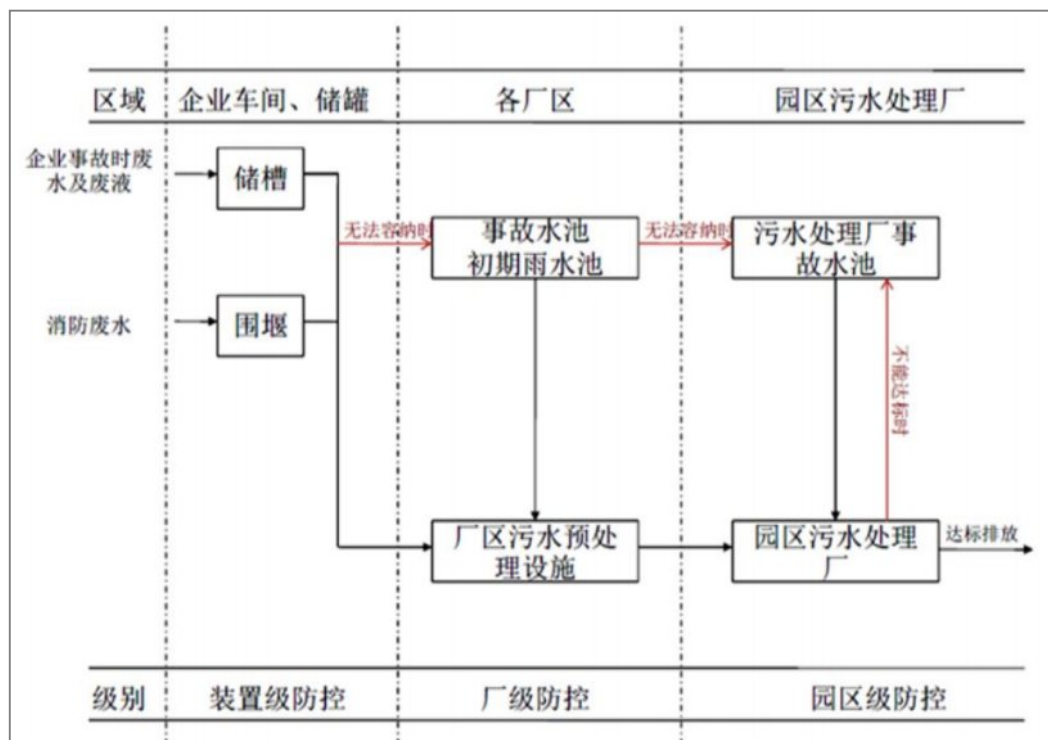 区域
企业车间、储罐
各厂区
园区污水处理厂
企业事故时废
水及废液
储槽
无法容纳时
事故水池
初期雨水池
无法容纳时
污水处理厂事
故水池
消防废水
围堰
不能达标时
厂区污水预处
理设施
园区污水处理
厂
达标排放
级别
装置级防控
厂级防控
园区级防控